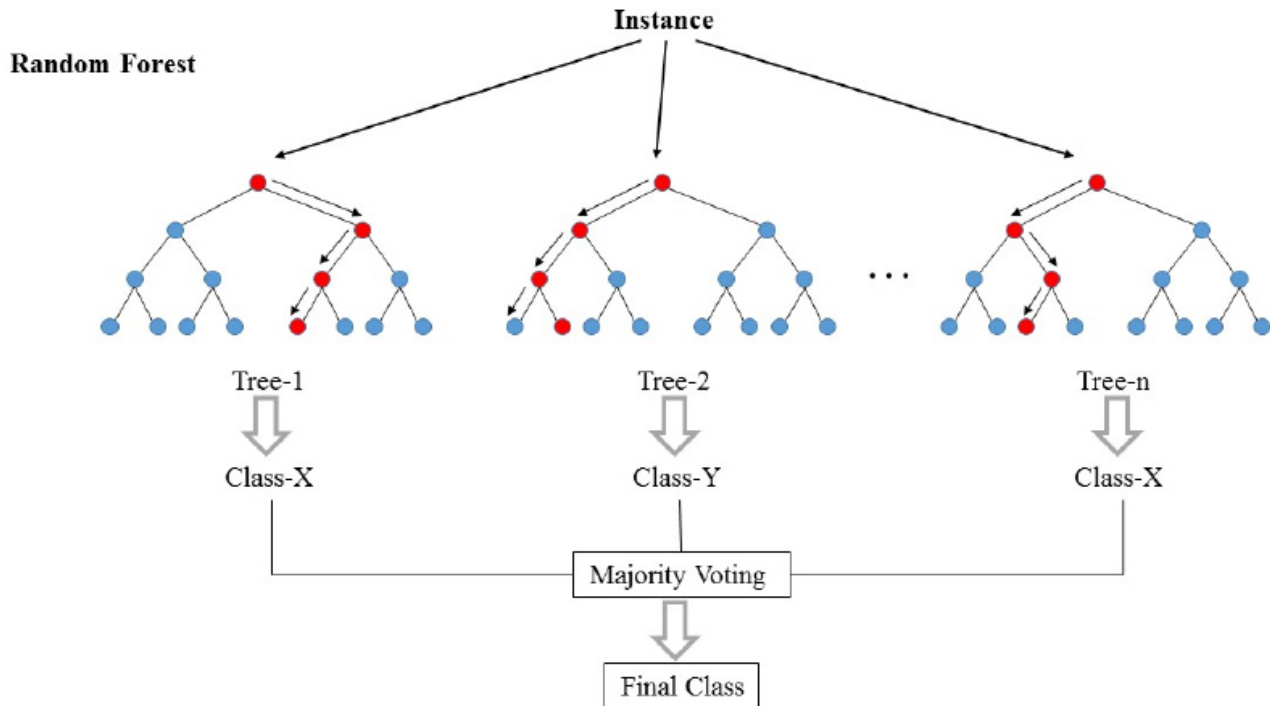 Instance
Random Forest
. . .
Tree-1
Tree-2
Tree-n
Class-X
Class-Y
Class-X
Majority Voting
Final Class